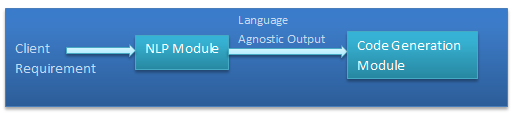 Client
Requirement
NLP Module
Language
Agnostic Output
Code Generation
Module